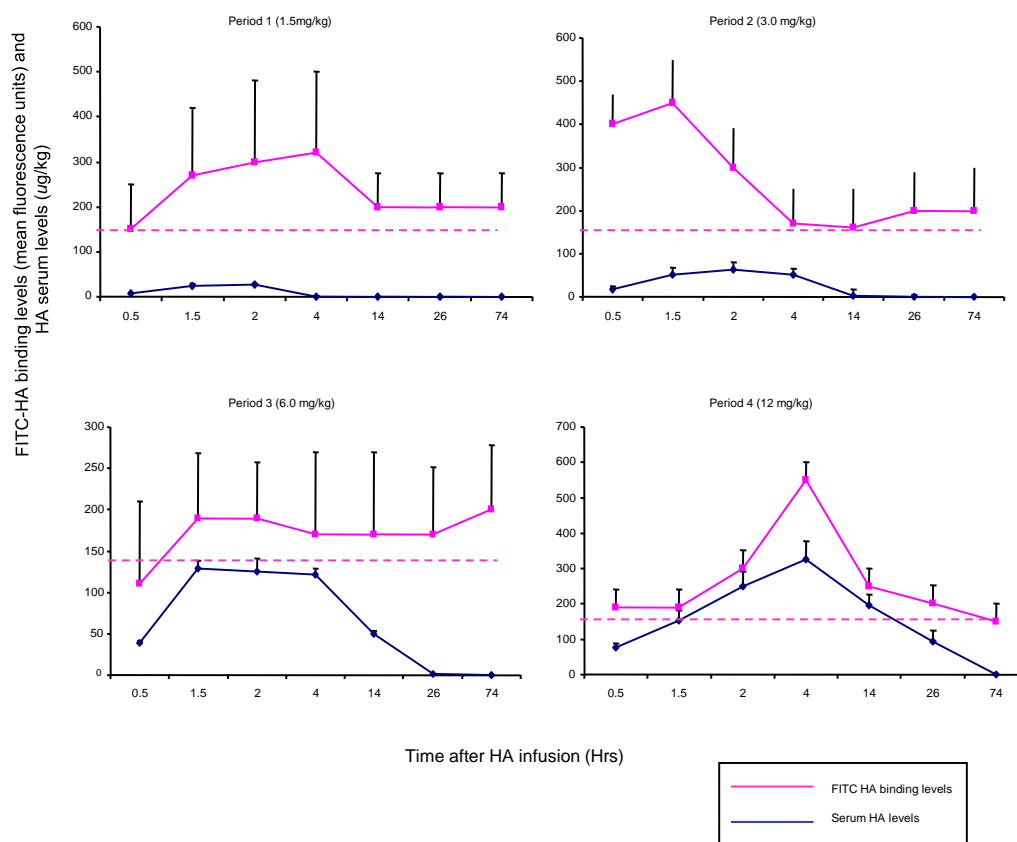 FITC-HA binding levels (mean fluorescence units) and
HA serum levels (ug/kg)
Period 1 (1.5mg/kg)
600
500
400
300
200
100
0
0.5 1.5 2 4 14 26 74
Period 2 (3.0 mg/kg)
600
500
400
300
200
100
0
0.5 1.5 2 4 14 26 74
Period 3 (6.0 mg/kg)
300
250
200
150
100
50
0
0.5 1.5 2 4 14 26 74
Period 4 (12 mg/kg)
700
600
500
400
300
200
100
0
0.5 1.5 2 4 14 26 74
Time after HA infusion (Hrs)
FITC HA binding levels
Serum HA levels